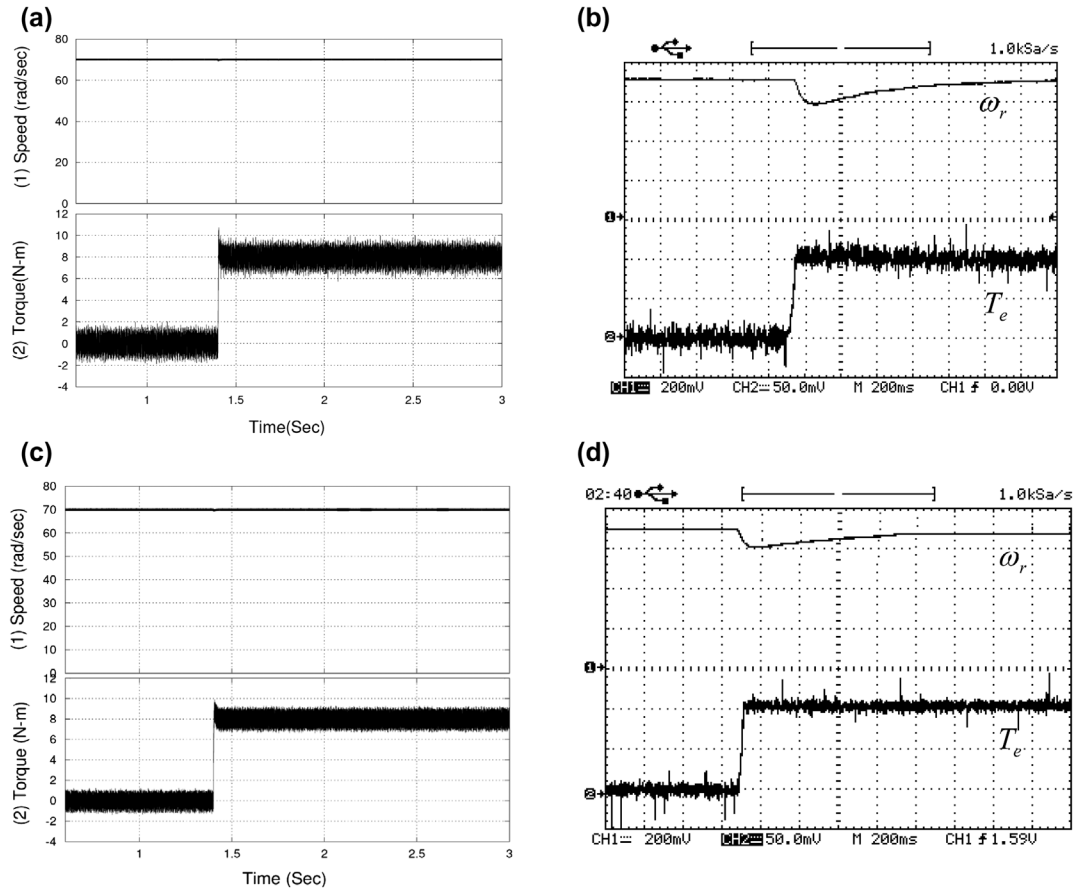 (a)
80
60
40
20
0
(1) Speed (rad/sec)
12
10
8
6
4
2
0
-2
-4
(2) Torque(N-m)
1
1.5
2
2.5
3
Time(Sec)
(b)
1.0kSa/s
ωr
1
Te
2
CH1 200mV CH2 50.0mV M 200ms CH1 0.00V
(c)
80
70
60
50
40
30
20
10
0
(1) Speed (rad/sec)
12
10
8
6
4
2
0
-2
-4
(2) Torque (N-m)
1
1.5
2
2.5
3
Time (Sec)
(d)
02:40
1.0kSa/s
ωr
1
Te
2
CH1 200mV CH2 50.0mV M 200ms CH1 1.59V